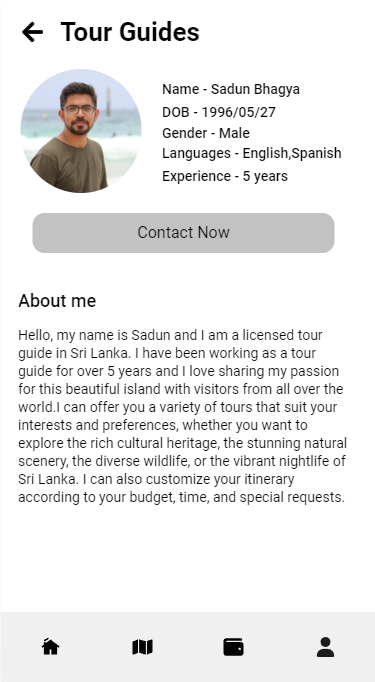 Tour Guides
Name - Sadun Bhagya
DOB - 1996/05/27
Gender - Male
Languages - English,Spanish
Experience - 5 years
Contact Now
About me
Hello, my name is Sadun and I am a licensed tour
guide in Sri Lanka. I have been working as a tour
guide for over 5 years and I love sharing my passion
for this beautiful island with visitors from all over the
world.I can offer you a variety of tours that suit your
interests and preferences, whether you want to
explore the rich cultural heritage, the stunning natural
scenery, the diverse wildlife, or the vibrant nightlife of
Sri Lanka. I can also customize your itinerary
according to your budget, time, and special requests.